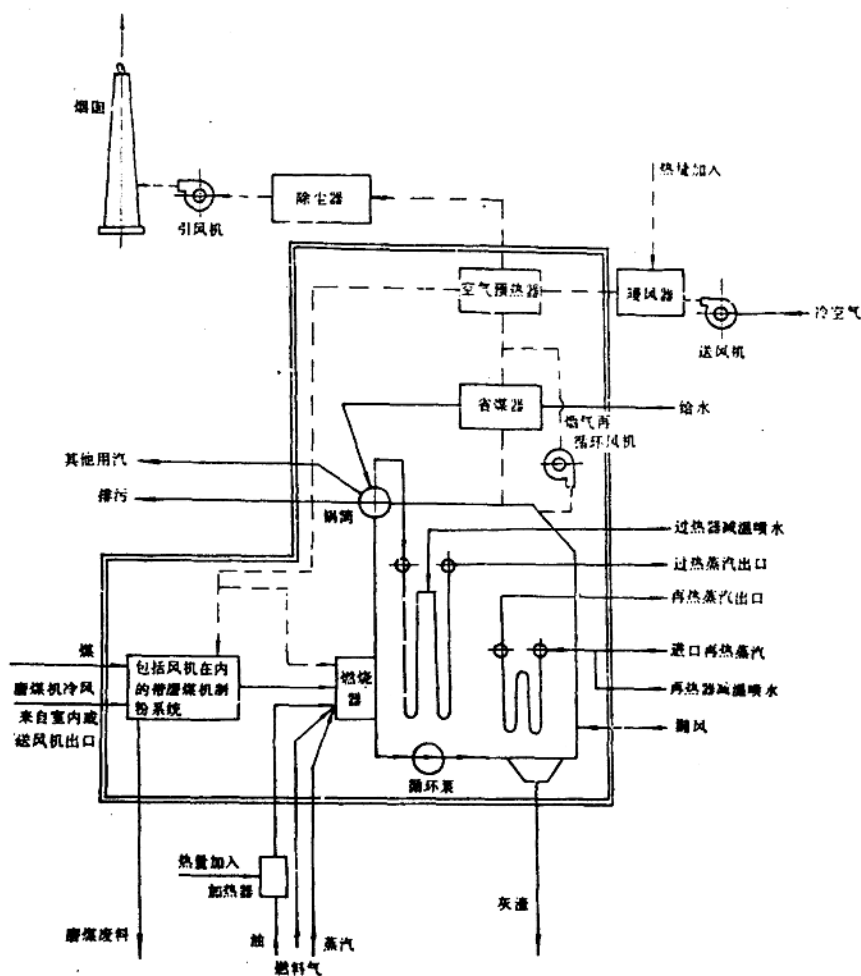 烟囱
引风机
除尘器
热量加入
空气预热器
暖风器
冷空气
送风机
省煤器
给水
烟气再
循环风机
其他用汽
排污
锅筒
过热器减温喷水
过热蒸汽出口
再热蒸汽出口
进口再热蒸汽
再热器减温喷水
漏风
煤
磨煤机冷风
来自室内或
送风机出口
包括风机在内
的带磨煤机制
粉系统
燃烧
器
循环泵
热量加入
加热器
灰渣
磨煤废料
油
蒸汽
燃料气